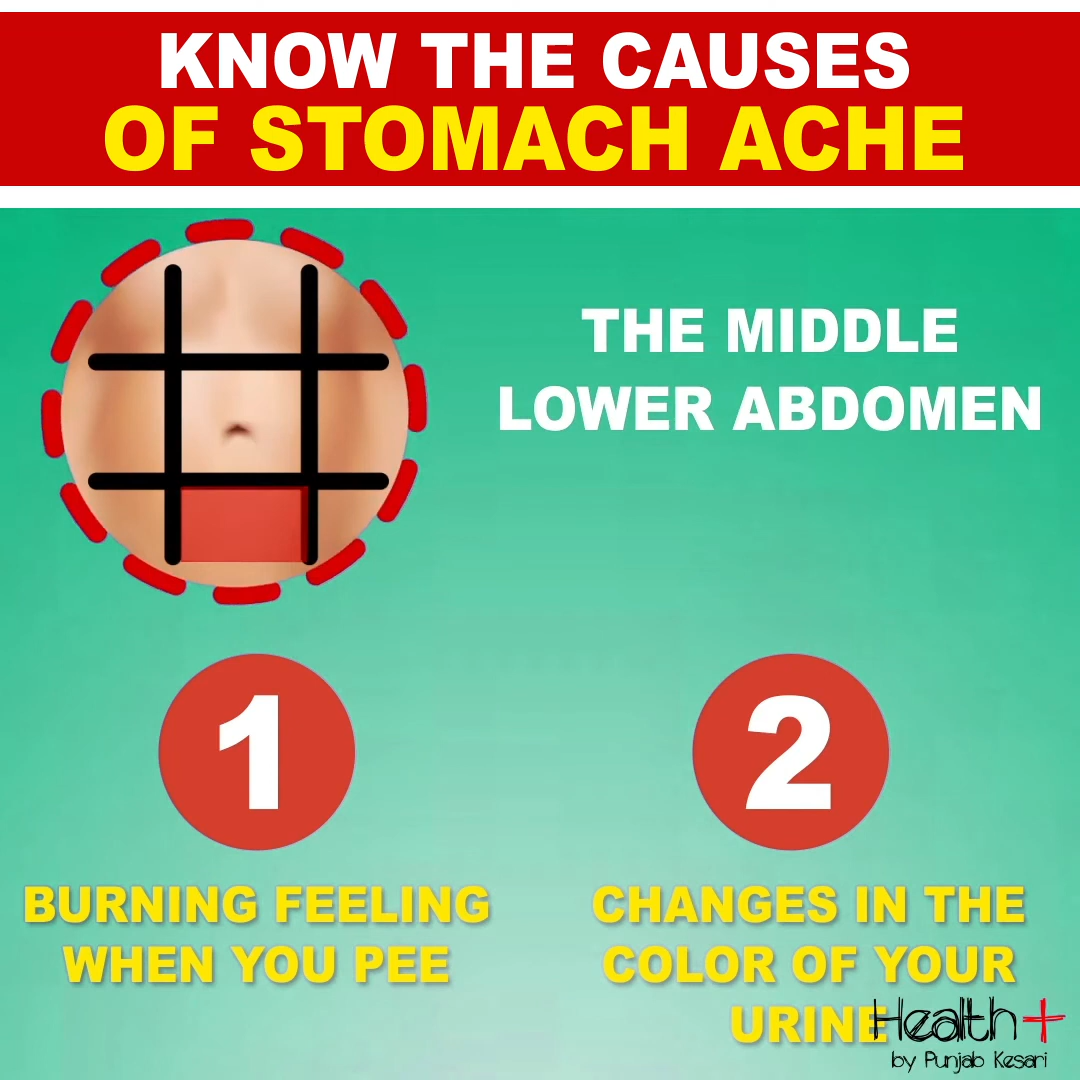 KNOW THE CAUSES
OF STOMACH ACHE
THE MIDDLE
LOWER ABDOMEN
1
BURNING FEELING
WHEN YOU PEE
2
CHANGES IN THE
COLOR OF YOUR
URINE
Health+
by Punjab Kesari